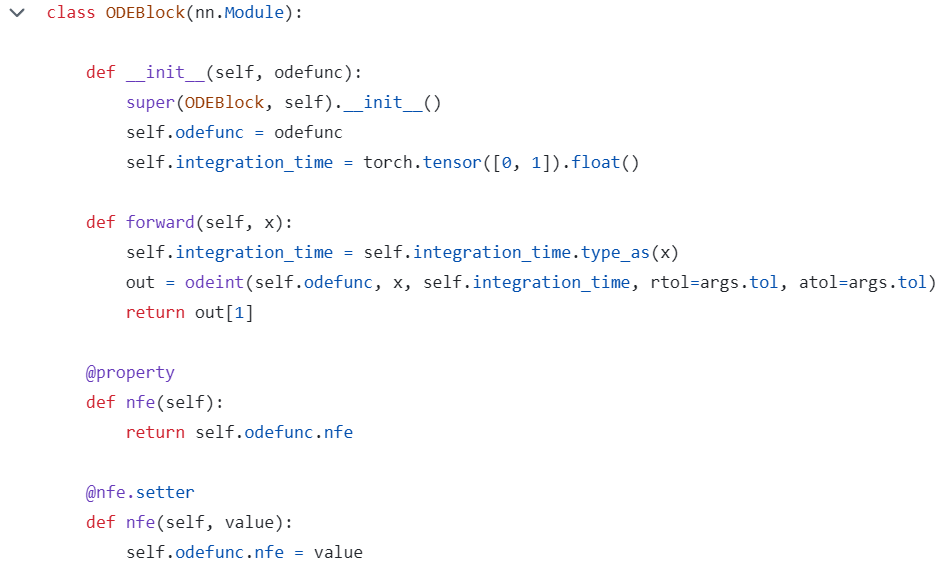 class ODEBlock(nn.Module):
def __init__(self, odefunc):
super(ODEBlock, self).__init__()
self.odefunc = odefunc
self.integration_time = torch.tensor([0, 1]).float()
def forward(self, x):
self.integration_time = self.integration_time.type_as(x)
out = odeint(self.odefunc, x, self.integration_time, rtol=args.tol, atol=args.tol)
return out[1]
@property
def nfe(self):
return self.odefunc.nfe
@nfe.setter
def nfe(self, value):
self.odefunc.nfe = value